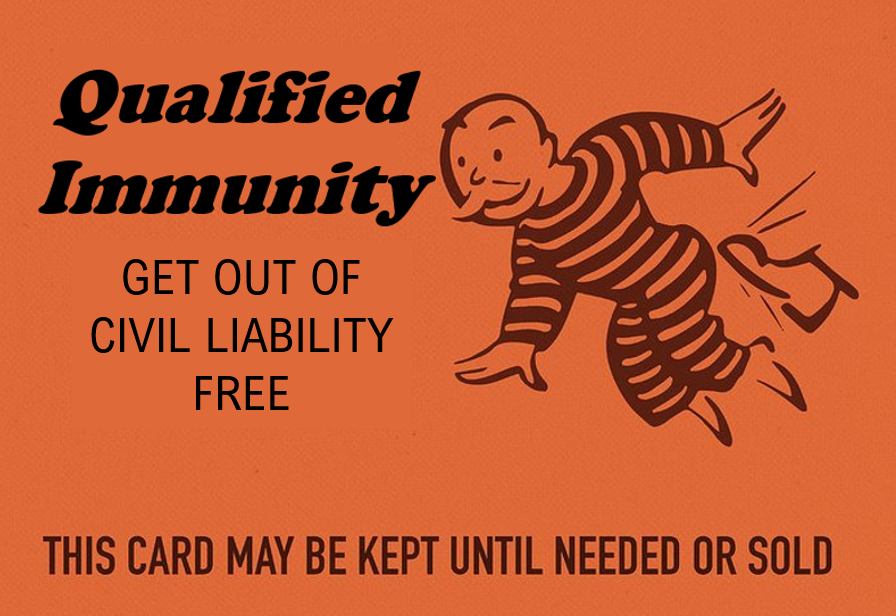 Qualified
Immunity
GET OUT OF
CIVIL LIABILITY
FREE
THIS CARD MAY BE KEPT UNTIL NEEDED OR SOLD